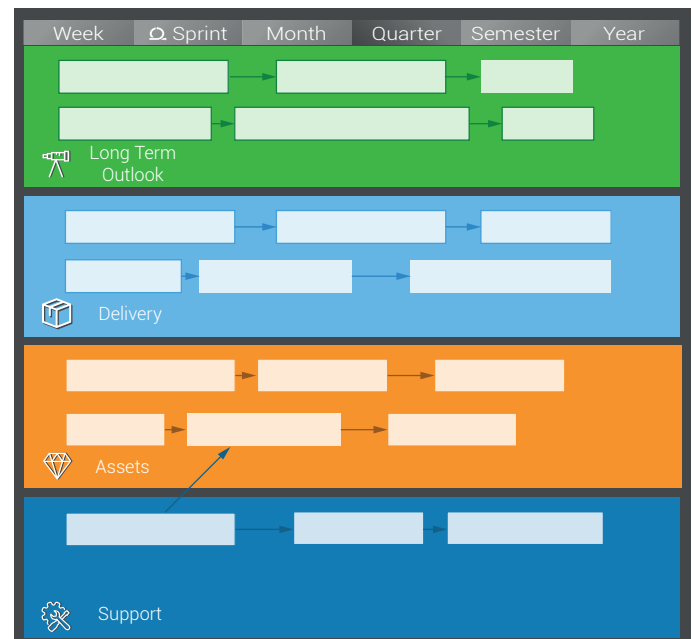 Week Sprint Month Quarter Semester Year
Long Term
Outlook
Delivery
Assets
Support